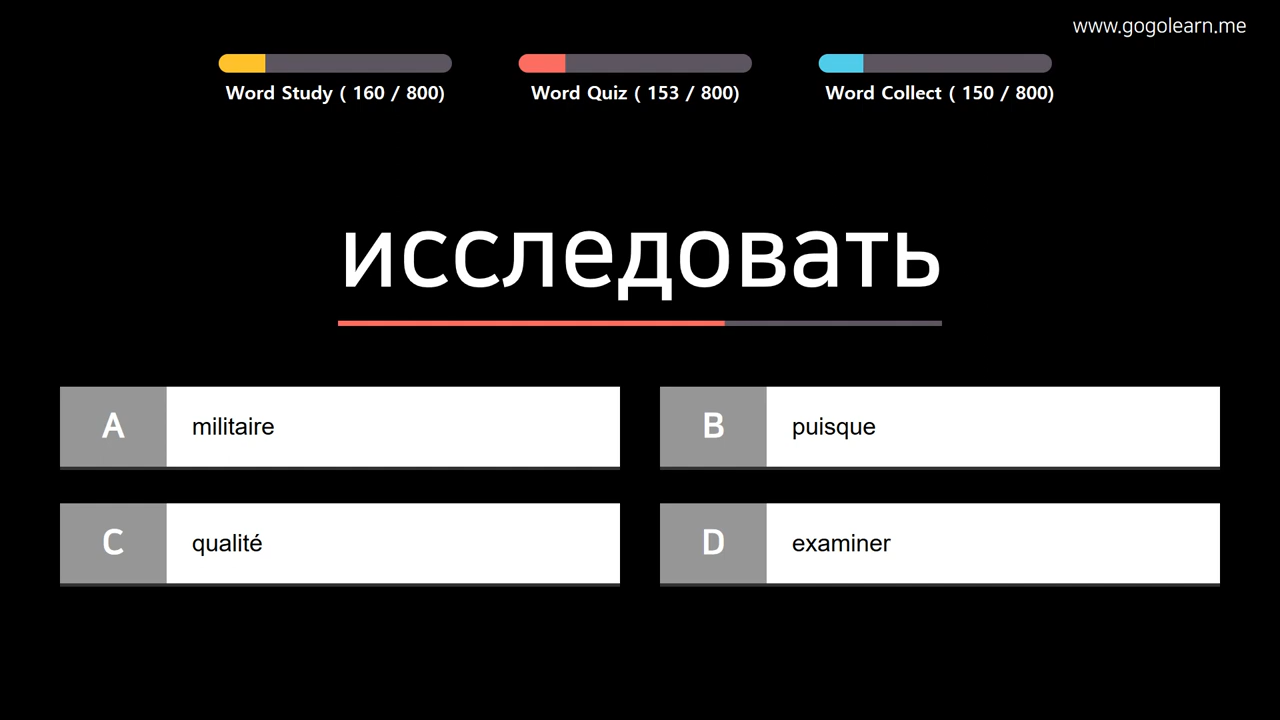 www.gogolearn.me
Word Study ( 160 / 800)
Word Quiz ( 153 / 800)
Word Collect ( 150 / 800)
исследовать
A militaire
B puisque
C qualité
D examiner